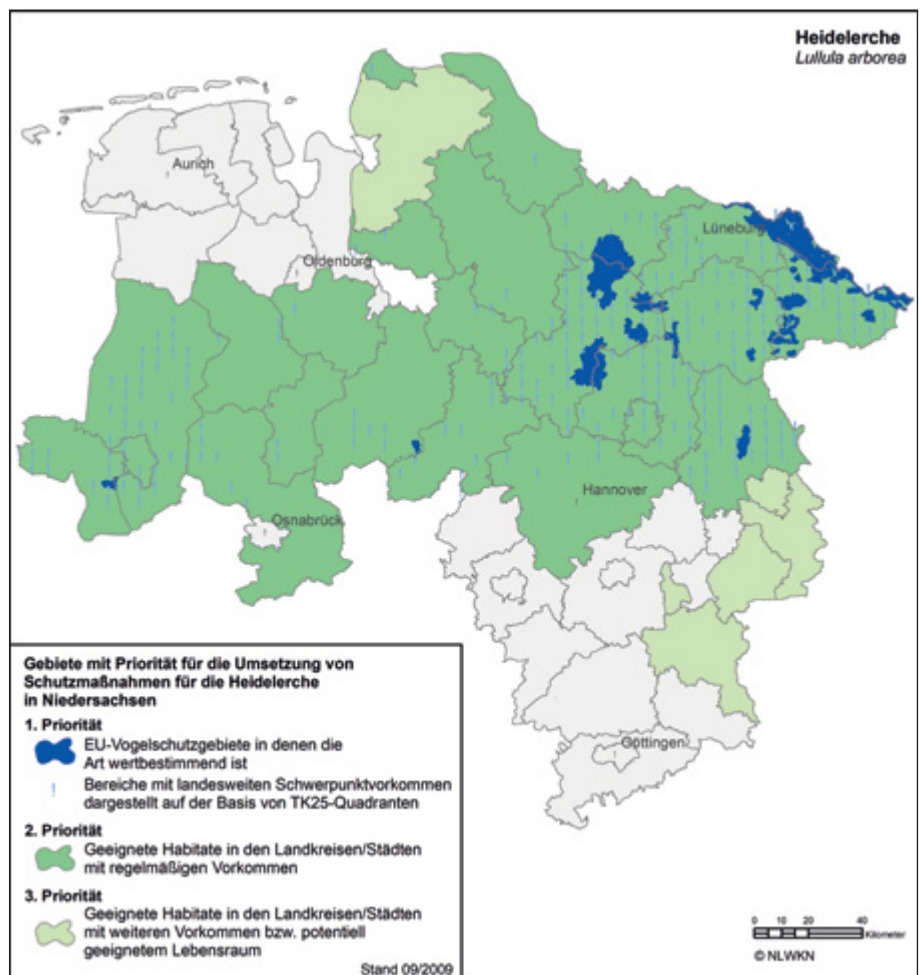 Heidelerche
Lullula arborea
Aurich
Lüneburg
Oldenburg
Hannover
Osnabrück
Göttingen
Gebiete mit Priorität für die Umsetzung von
Schutzmaßnahmen für die Heidelerche
in Niedersachsen
1. Priorität
EU-Vogelschutzgebiete in denen die
Art wertbestimmend ist
Bereiche mit landesweiten Schwerpunktvorkommen
dargestellt auf der Basis von TK25-Quadranten
2. Priorität
Geeignete Habitate in den Landkreisen/Städten
mit regelmäßigen Vorkommen
3. Priorität
Geeignete Habitate in den Landkreisen/Städten
mit weiteren Vorkommen bzw. potentiell
geeignetem Lebensraum
Stand 09/2009
0 5 10 20 30 40
Kilometer
© NLWKN